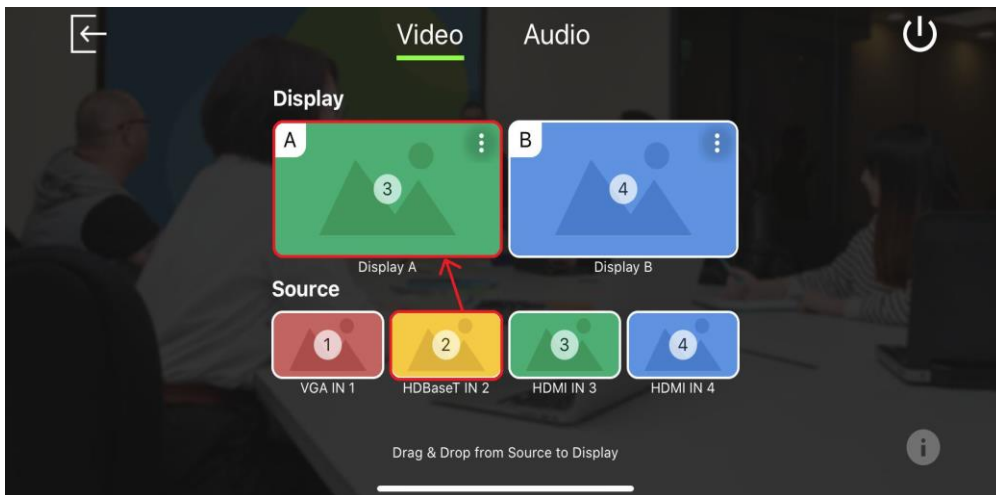 Video Audio
Display
A B
3 4
Display A Display B
Source
1 2 3 4
VGA IN 1 HDBaseT IN 2 HDMI IN 3 HDMI IN 4
Drag & Drop from Source to Display
i